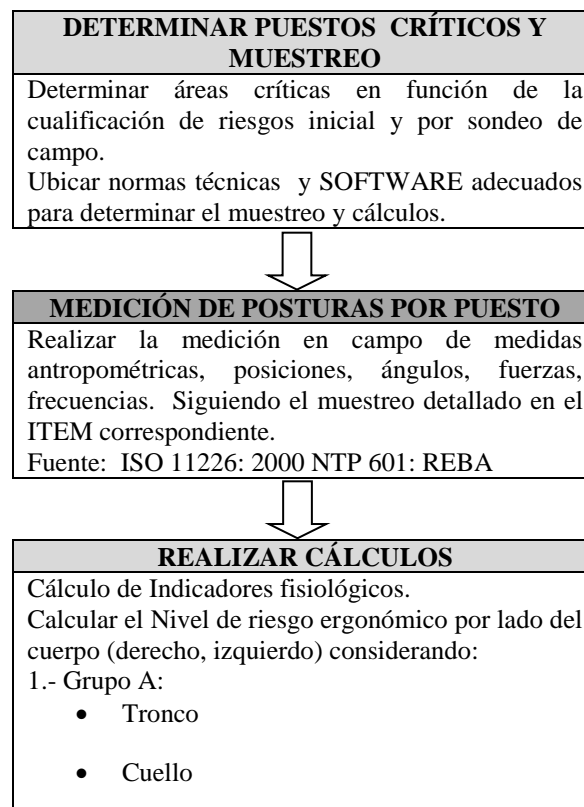 DETERMINAR PUESTOS CRÍTICOS Y
MUESTREO
Determinar áreas críticas en función de la
cualificación de riesgos inicial y por sondeo de
campo.
Ubicar normas técnicas y SOFTWARE adecuados
para determinar el muestreo y cálculos.
MEDICIÓN DE POSTURAS POR PUESTO
Realizar la medición en campo de medidas
antropométricas, posiciones, ángulos, fuerzas,
frecuencias. Siguiendo el muestreo detallado en el
ITEM correspondiente.
Fuente: ISO 11226: 2000 NTP 601: REBA
REALIZAR CÁLCULOS
Cálculo de Indicadores fisiológicos.
Calcular el Nivel de riesgo ergonómico por lado del
cuerpo (derecho, izquierdo) considerando:
1.- Grupo A:
• Tronco
• Cuello